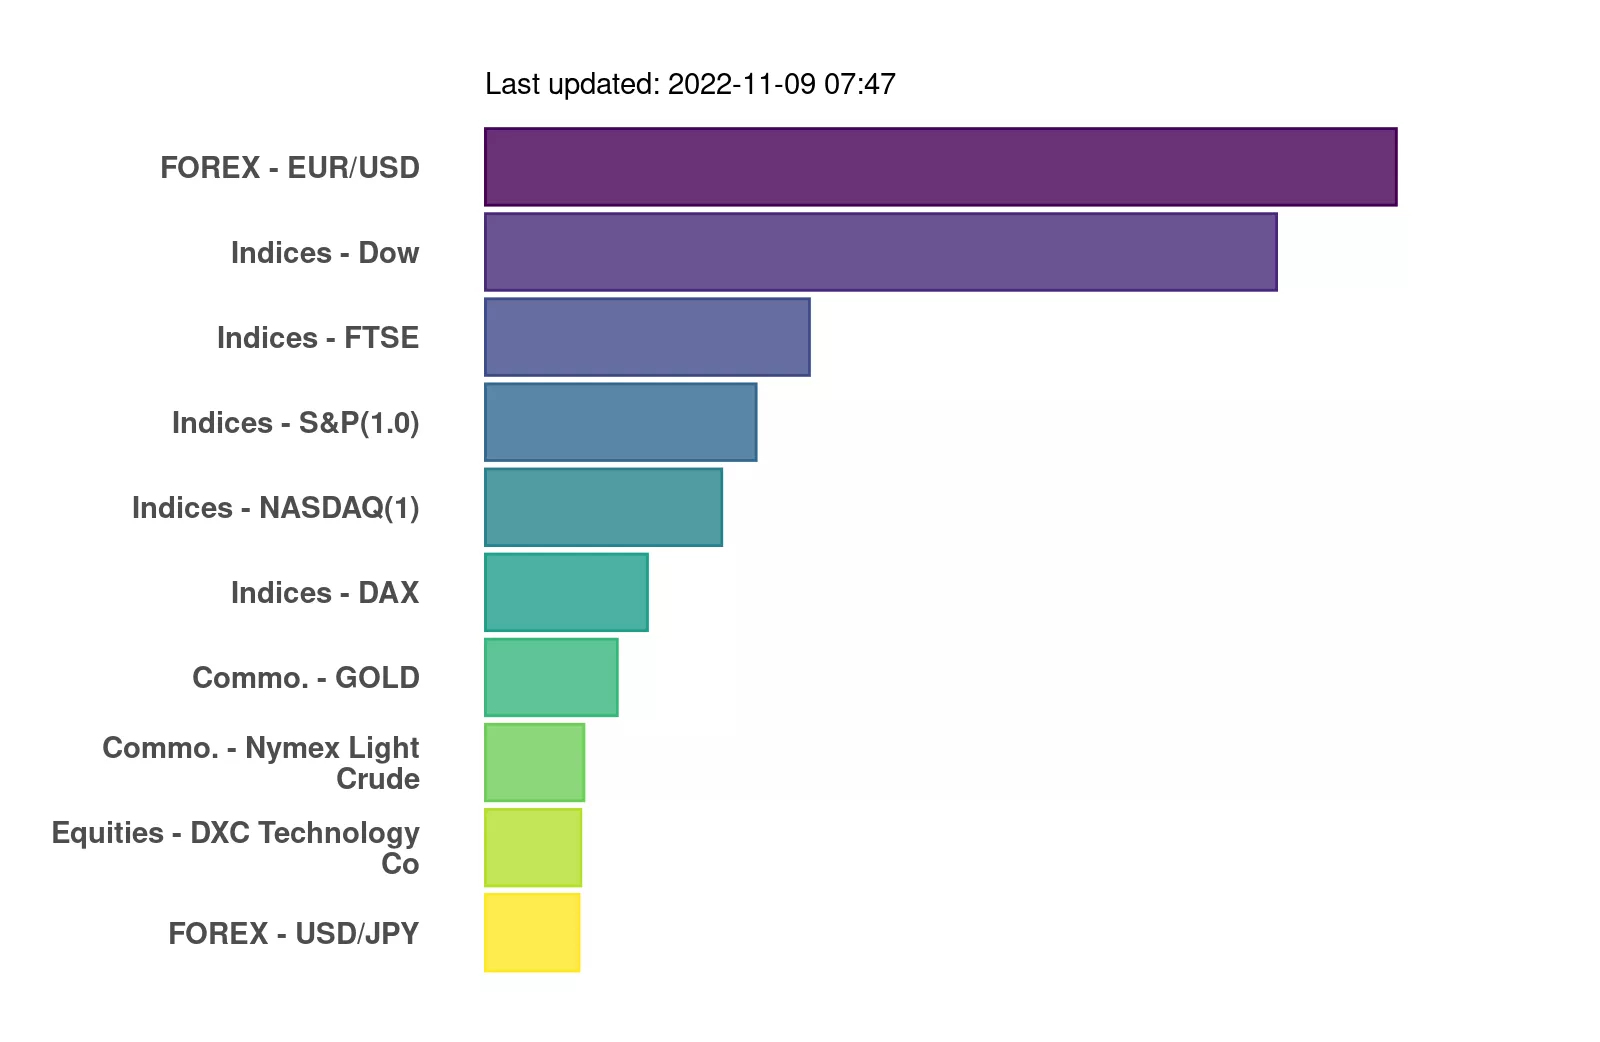 Last updated: 2022-11-09 07:47
FOREX - EUR/USD
Indices - Dow
Indices - FTSE
Indices - S&P(1.0)
Indices - NASDAQ(1)
Indices - DAX
Commo. - GOLD
Commo. - Nymex Light
Crude
Equities - DXC Technology
Co
FOREX - USD/JPY